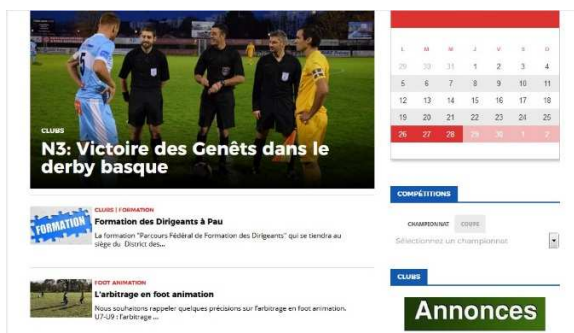 CLUBS
N3: Victoire des Genêts dans le
derby basque
CLUBS | FORMATION
FORMATION
Formation des Dirigeants à Pau
La formation "Parcours Fédéral de Formation des Dirigeants" qui se tiendra au
siège du District des...
FOOT ANIMATION
L'arbitrage en foot animation
Nous souhaitons rappeler quelques précisions sur l'arbitrage en foot animation.
U7-U9 : l'arbitrage ...
L M M J V S D
29 30 31 1 2 3 4
5 6 7 8 9 10 11
12 13 14 15 16 17 18
19 20 21 22 23 24 25
26 27 28 29 30 1 2
COMPÉTITIONS
CHAMPIONNAT COUPE
Sélectionnez un championnat
CLUBS
Annonces